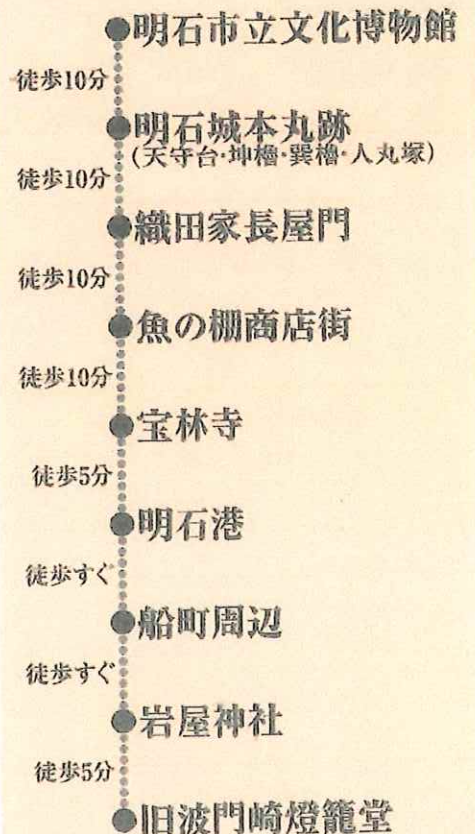 明石市立文化博物館
徒歩10分
明石城本丸跡
(天守台·坤櫓·巽櫓·人丸塚)
徒歩10分
織田家長屋門
徒歩10分
魚の棚商店街
徒歩10分
宝林寺
徒歩5分
明石港
徒歩すぐ
船町周辺
徒歩すぐ
岩屋神社
徒歩5分
旧波門崎燈籠堂